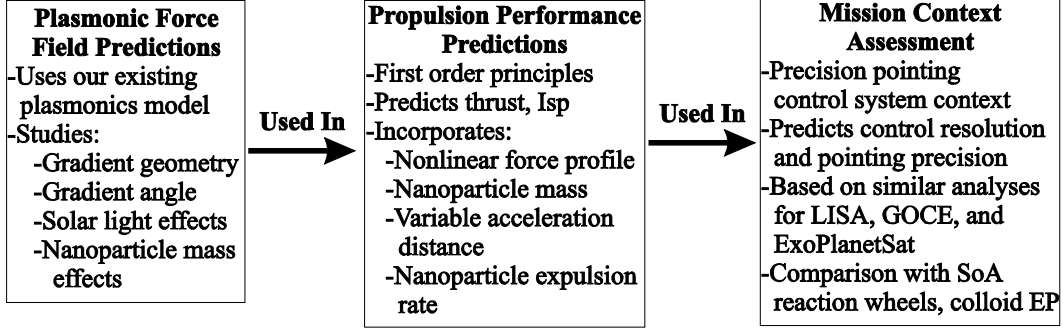 Plasmonic Force
Field Predictions
-Uses our existing
plasmonics model
-Studies:
-Gradient geometry
-Gradient angle
-Solar light effects
-Nanoparticle mass
effects
Used In
Propulsion Performance
Predictions
-First order principles
-Predicts thrust, Isp
-Incorporates:
-Nonlinear force profile
-Nanoparticle mass
-Variable acceleration
distance
-Nanoparticle expulsion
rate
Used In
Mission Context
Assessment
-Precision pointing
control system context
-Predicts control resolution
and pointing precision
-Based on similar analyses
for LISA, GOCE, and
ExoPlanetSat
-Comparison with SoA
reaction wheels, colloid EP